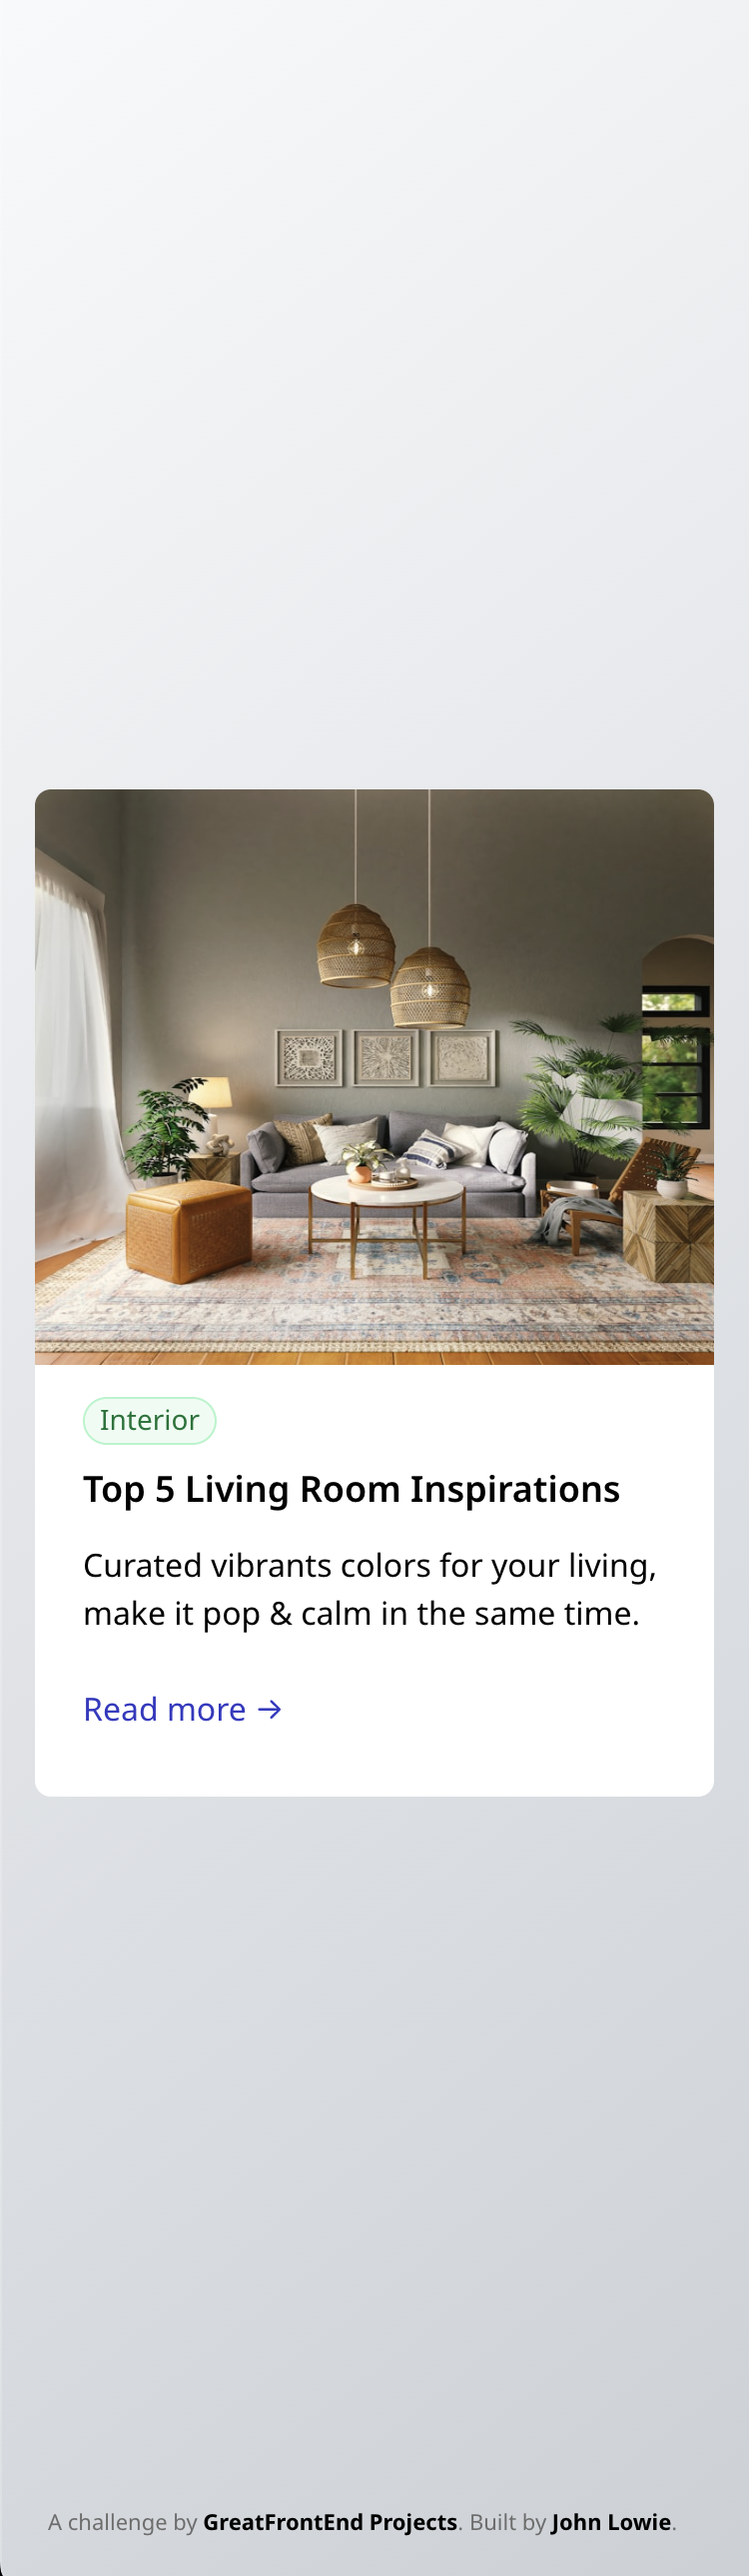 Interior
Top 5 Living Room Inspirations
Curated vibrants colors for your living,
make it pop & calm in the same time.
Read more →
A challenge by GreatFrontEnd Projects. Built by John Lowie.